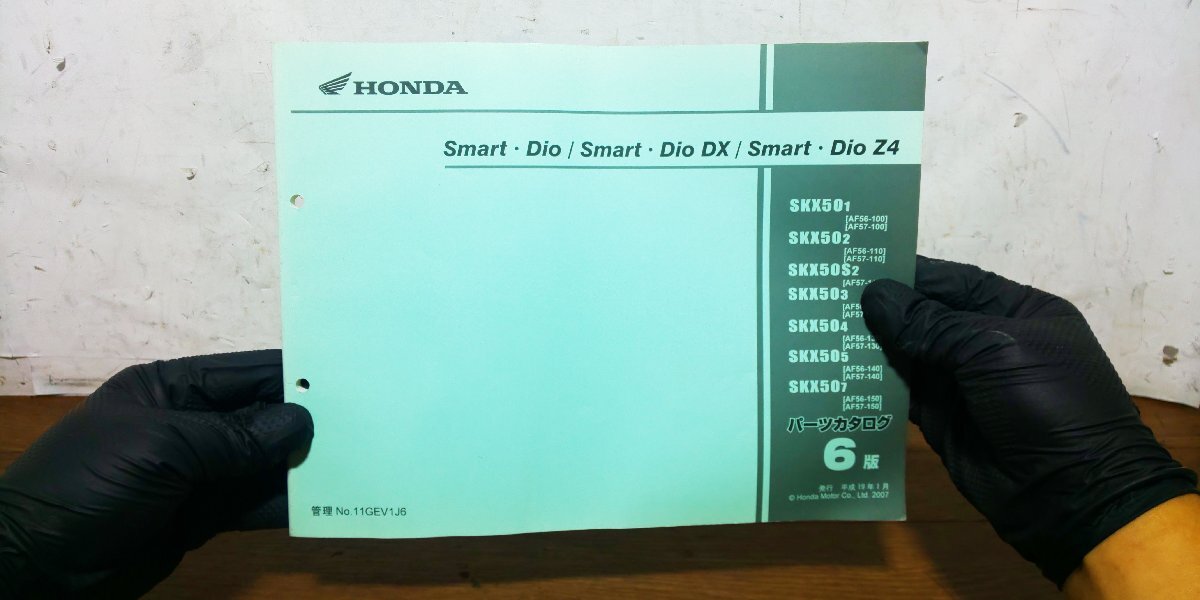 HONDA
Smart・Dio / Smart・Dio DX / Smart・Dio Z4
SKX501
[AF56-100]
[AF57-100]
SKX502
[AF56-110]
[AF57-110]
SKX50S2
SKX503
SKX504
[AF57-130]
SKX505
[AF56-140]
[AF57-140]
SKX507
[AF56-150]
[AF57-150]
パーツカタログ
6 版
発行 平成19年1月
© Honda Motor Co., Ltd. 2007
管理 No.11GEV1J6